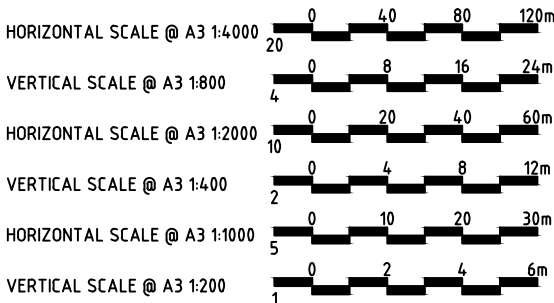 HORIZONTAL SCALE @ A3 1:4000 0 40 80 120m
20
VERTICAL SCALE @ A3 1:800 0 8 16 24m
4
HORIZONTAL SCALE @ A3 1:2000 0 20 40 60m
10
VERTICAL SCALE @ A3 1:400 0 4 8 12m
2
HORIZONTAL SCALE @ A3 1:1000 0 10 20 30m
5
VERTICAL SCALE @ A3 1:200 0 2 4 6m
1